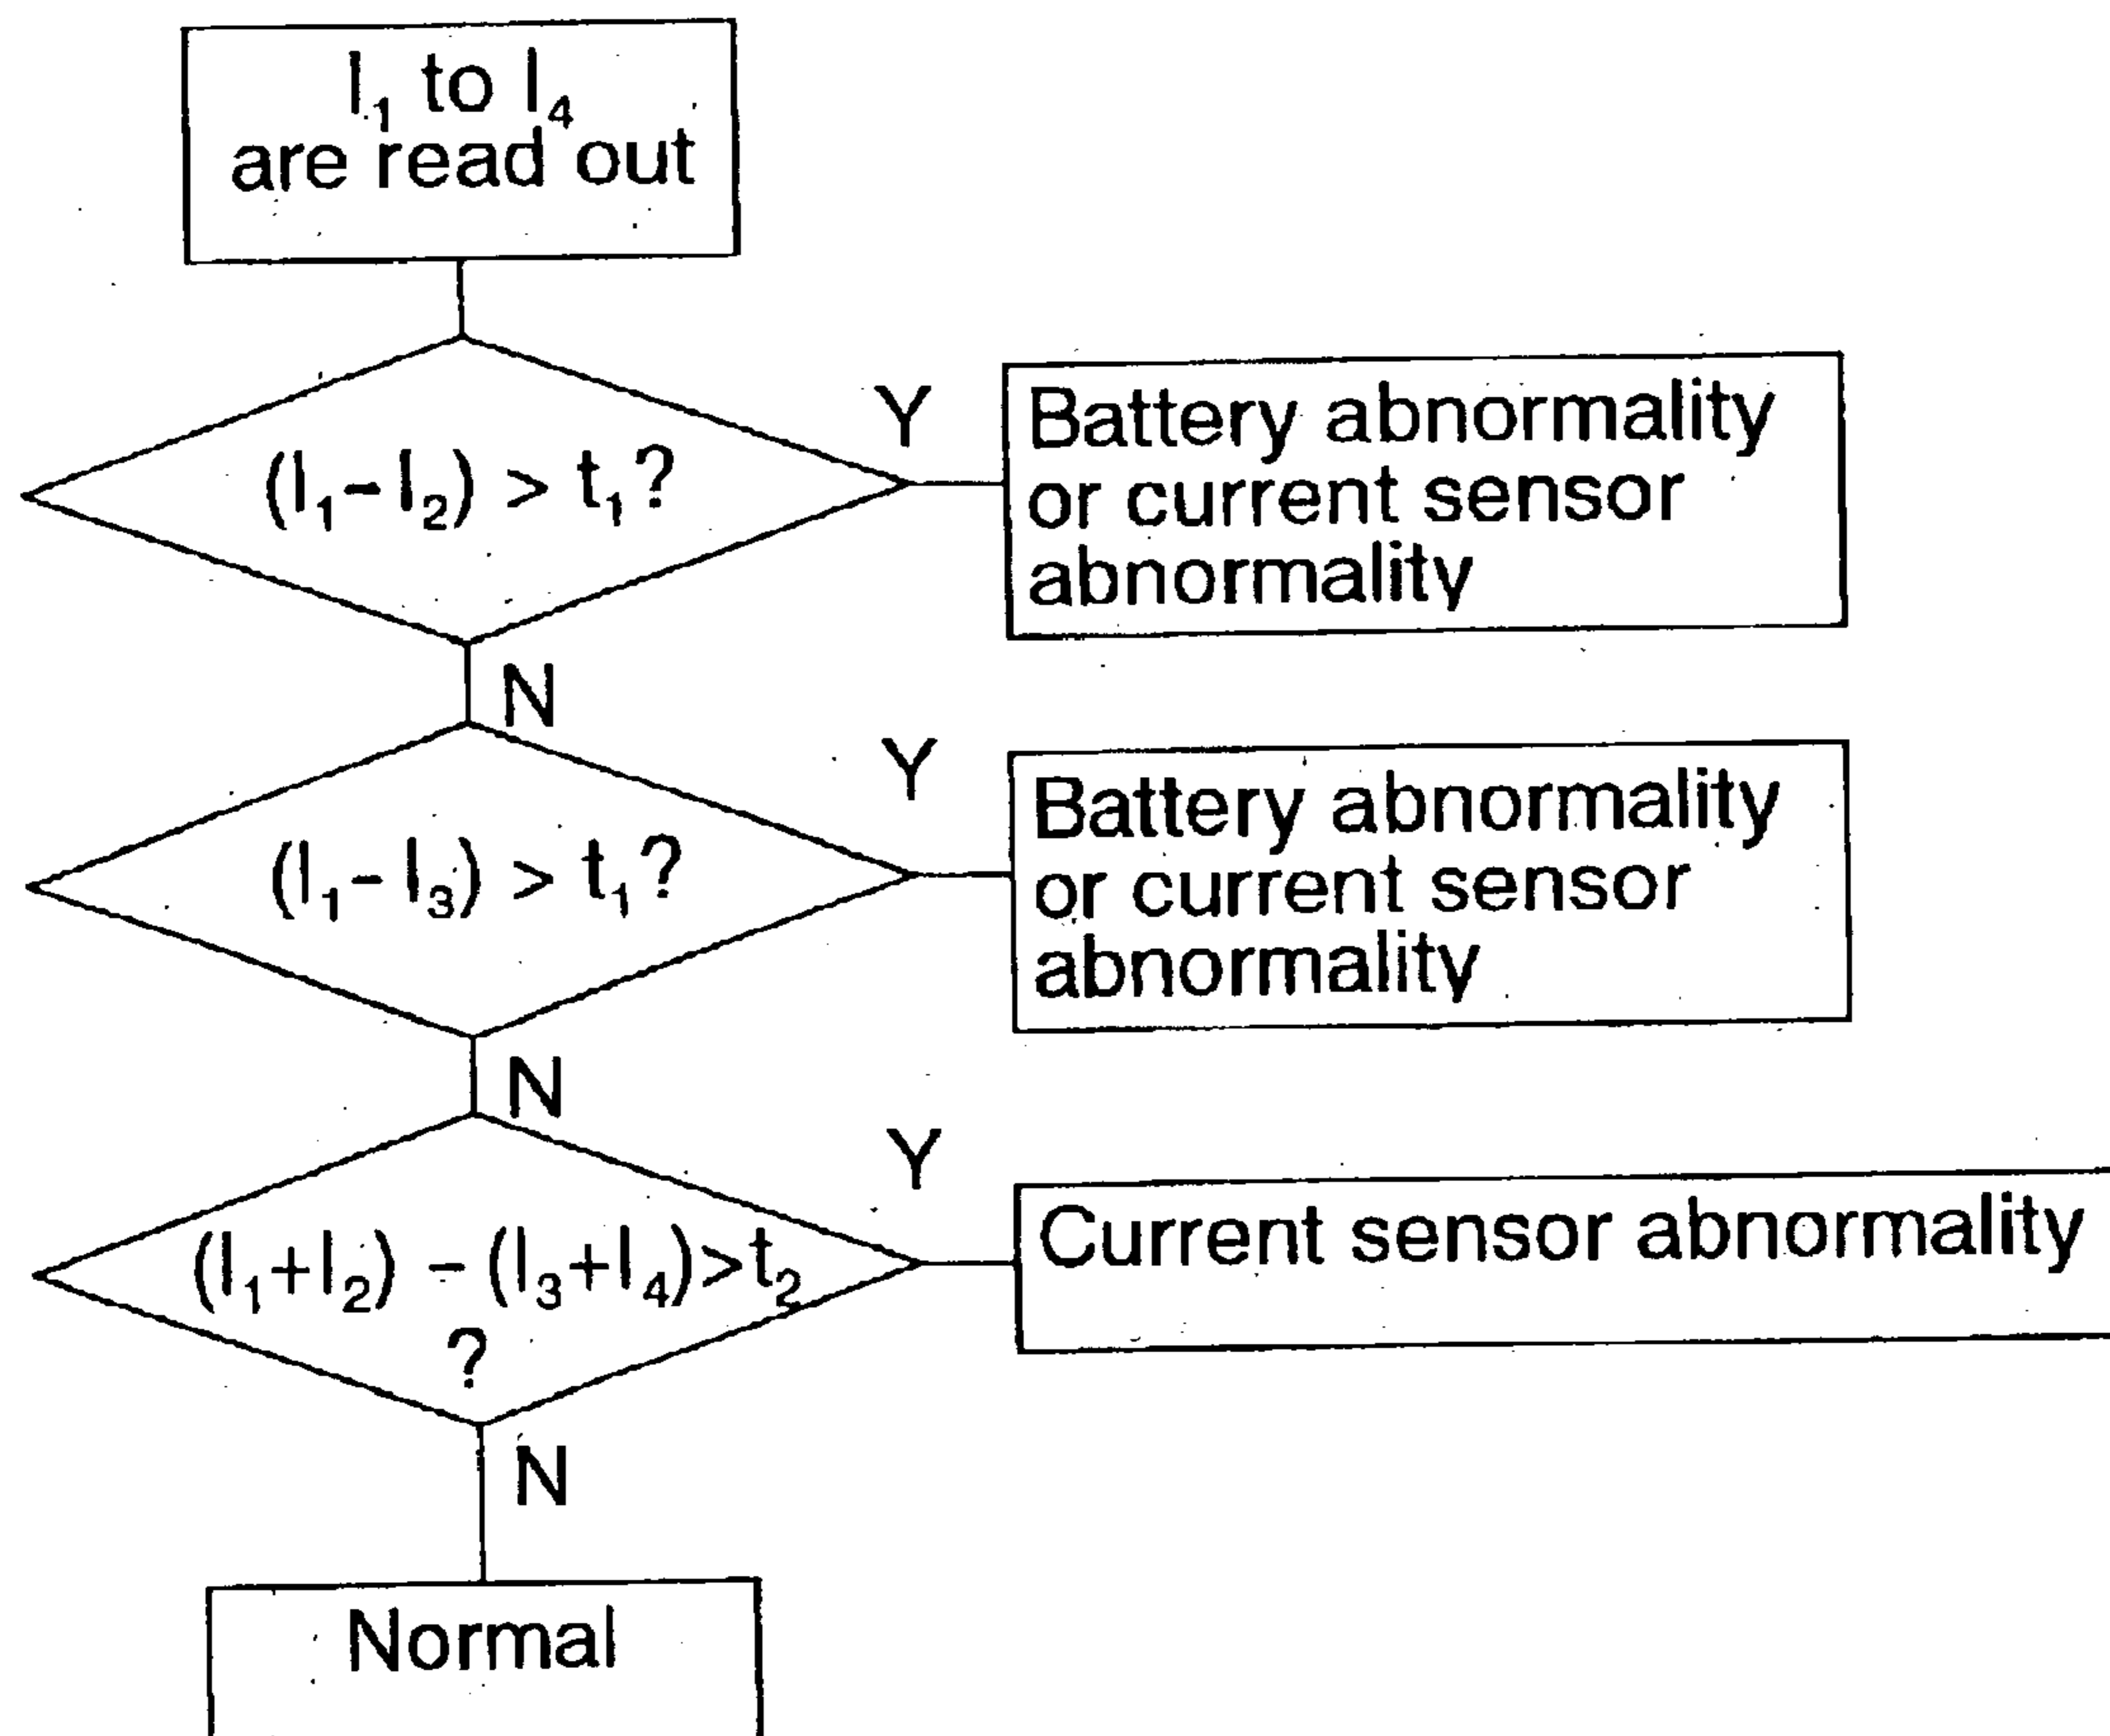 I₁ to I₄
are read out
(I₁− I₂) > t₁?
Y
Battery abnormality
or current sensor
abnormality
N
(I₁− I₃) > t₁?
Y
Battery abnormality
or current sensor
abnormality
N
(I₁+I₂) − (I₃+I₄)>t₂
?
Y
Current sensor abnormality
N
Normal